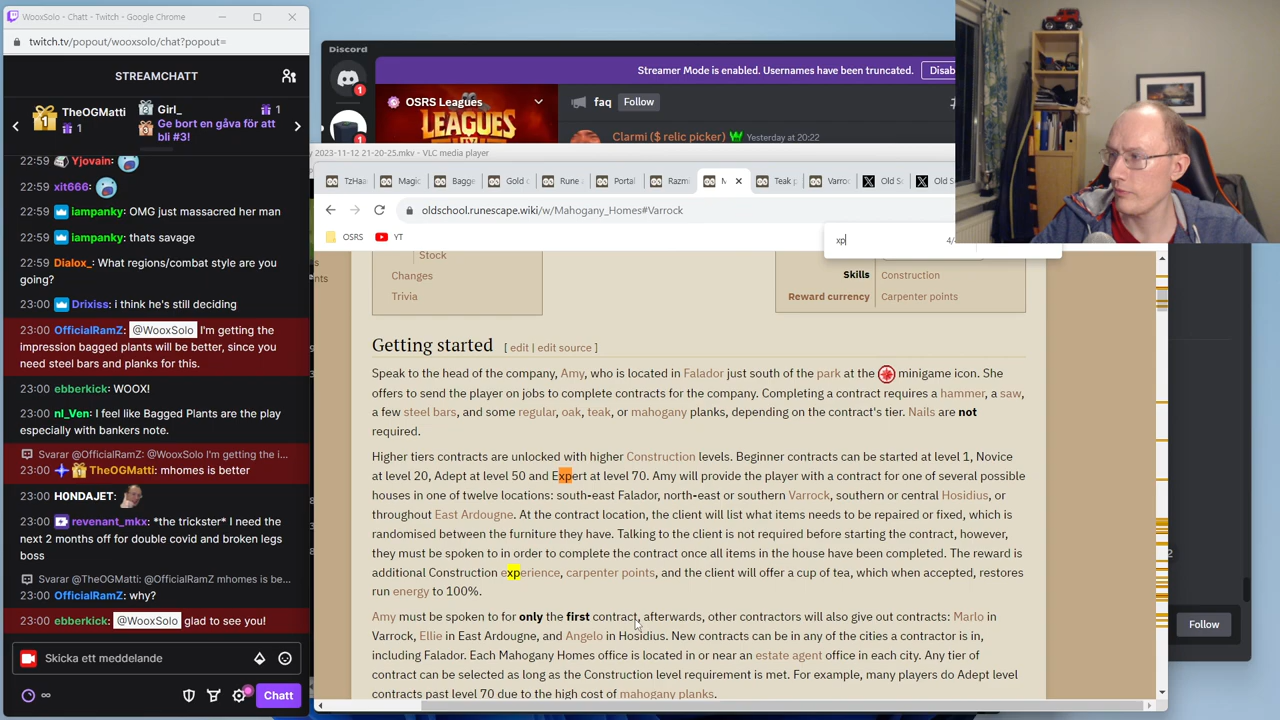 WooxSolo - Chatt - Twitch - Google Chrome
twitch.tv/popout/wooxsolo/chat?popout=
STREAMCHATT
TheOGMatti
1
Girl_ 1
Ge bort en gåva för att
bli #3!
22:59 Yjovain:
22:59 xit666:
22:59 iampanky: OMG just massacred her man
22:59 iampanky: thats savage
22:59 Dialox_: What regions/combat style are you
going?
23:00 Drixiss: i think he's still deciding
23:00 OfficialRamZ: @WooxSolo I'm getting the
impression bagged plants will be better, since you
need steel bars and planks for this.
23:00 ebberkick: WOOX!
23:00 nl_Ven: I feel like Bagged Plants are the play
especially with bankers note.
Svarar @OfficialRamZ: I'm getting the i...
23:00 TheOGMatti: mhomes is better
23:00 HONDAJET:
23:00 revenant_mkx: *the trickster* I need the
next 2 months off for double covid and broken legs
boss
Svarar @TheOGMatti: @OfficialRamZ mhomes is be...
23:00 OfficialRamZ: why?
23:00 ebberkick: @WooxSolo glad to see you!
Skicka ett meddelande
∞
Chatt
Discord
Streamer Mode is enabled. Usernames have been truncated.
Disab
1
OSRS Leagues
LEAGUES
faq
Follow
Clarmi ($ relic picker) Yesterday at 20:22
2023-11-12 21-20-25.mkv - VLC media player
TzHaa
Magic
Bagge
Gold
Rune
Portal
Razmi
M
Teak p
Varroc
Old S
Old S
oldschool.runescape.wiki/w/Mahogany_Homes#Varrock
OSRS
YT
xp
4/
Stock
Changes
Trivia
Skills Construction
Reward currency Carpenter points
Getting started [ edit | edit source ]
Speak to the head of the company, Amy, who is located in Falador just south of the park at the minigame icon. She
offers to send the player on jobs to complete contracts for the company. Completing a contract requires a hammer, a saw,
a few steel bars, and some regular, oak, teak, or mahogany planks, depending on the contract's tier. Nails are not
required.
Higher tiers contracts are unlocked with higher Construction levels. Beginner contracts can be started at level 1, Novice
at level 20, Adept at level 50 and Expert at level 70. Amy will provide the player with a contract for one of several possible
houses in one of twelve locations: south-east Falador, north-east or southern Varrock, southern or central Hosidius, or
throughout East Ardougne. At the contract location, the client will list what items needs to be repaired or fixed, which is
randomised between the furniture they have. Talking to the client is not required before starting the contract, however,
they must be spoken to in order to complete the contract once all items in the house have been completed. The reward is
additional Construction experience, carpenter points, and the client will offer a cup of tea, which when accepted, restores
run energy to 100%.
Amy must be spoken to for only the first contract, afterwards, other contractors will also give out contracts: Marlo in
Varrock, Ellie in East Ardougne, and Angelo in Hosidius. New contracts can be in any of the cities a contractor is in,
including Falador. Each Mahogany Homes office is located in or near an estate agent office in each city. Any tier of
contract can be selected as long as the Construction level requirement is met. For example, many players do Adept level
contracts past level 70 due to the high cost of mahogany planks.
Follow